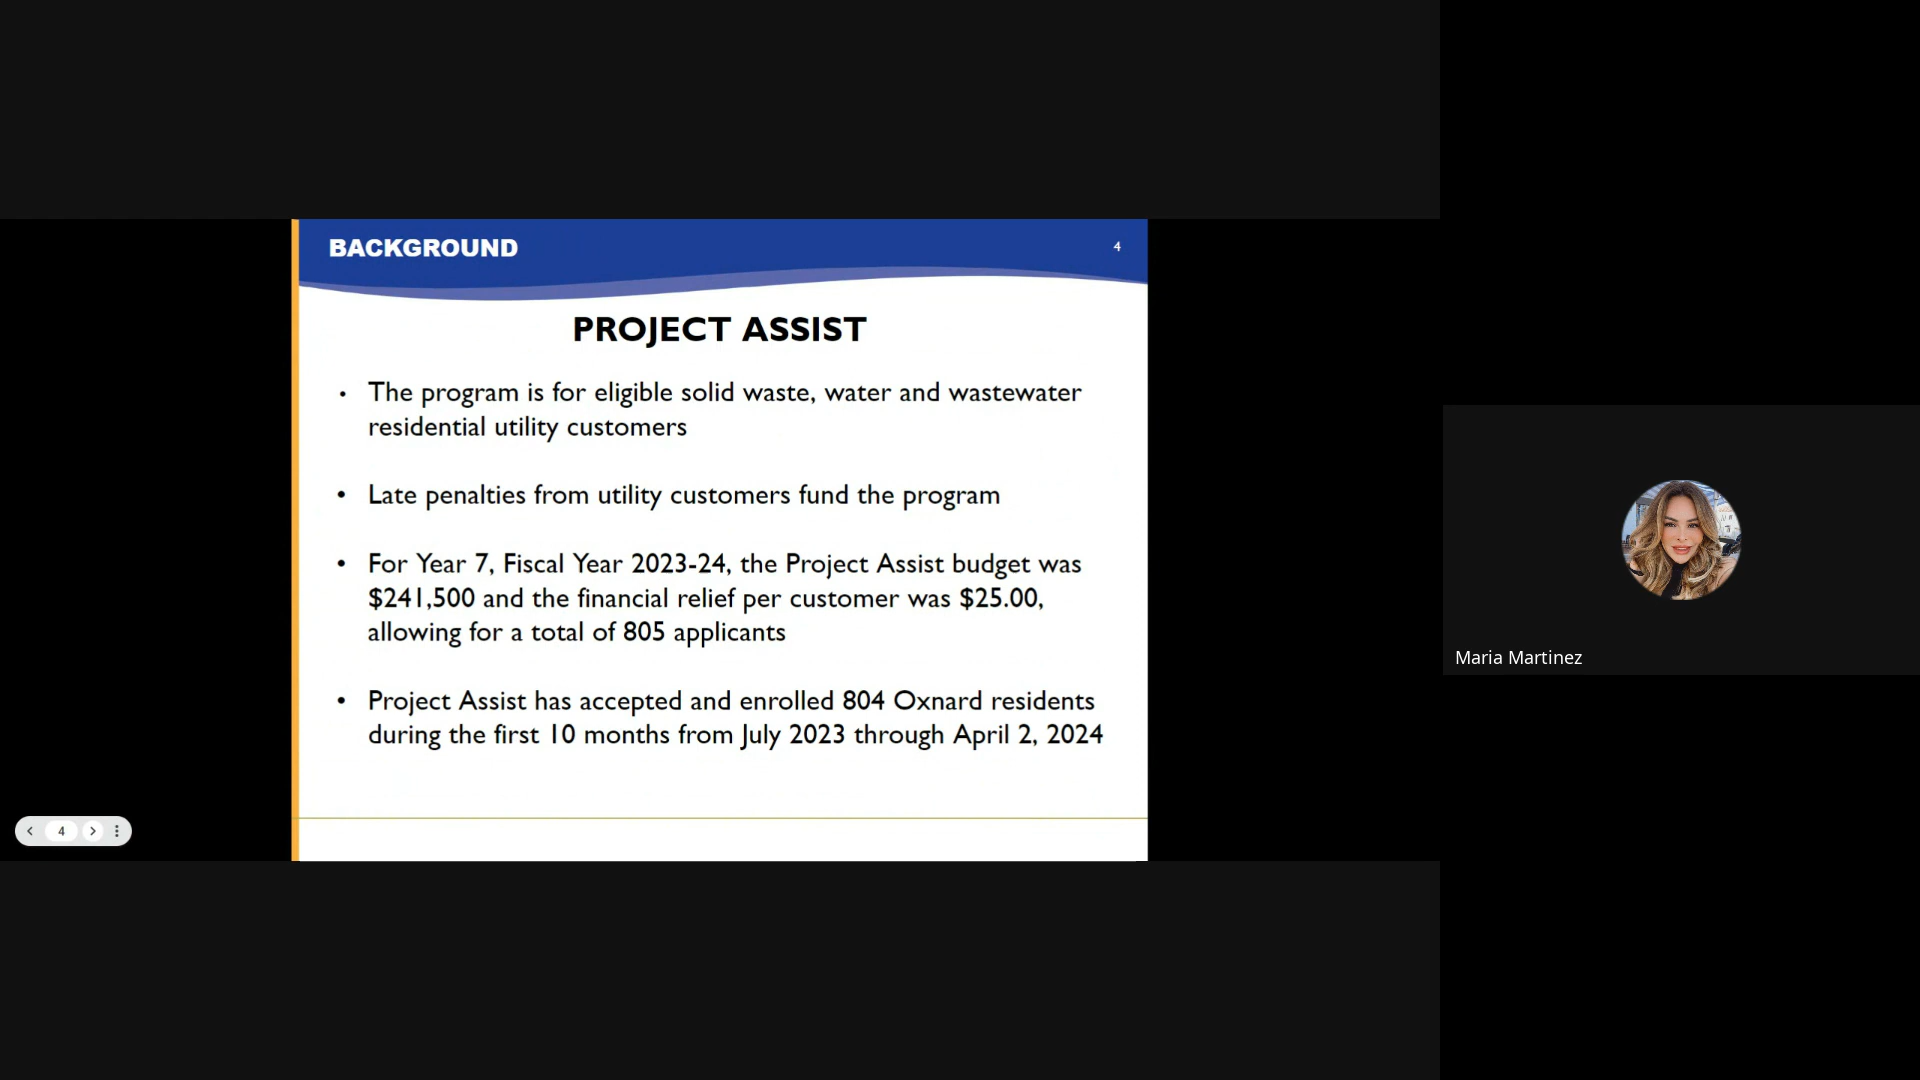 BACKGROUND
4
PROJECT ASSIST
• The program is for eligible solid waste, water and wastewater
residential utility customers
• Late penalties from utility customers fund the program
• For Year 7, Fiscal Year 2023-24, the Project Assist budget was
$241,500 and the financial relief per customer was $25.00,
allowing for a total of 805 applicants
• Project Assist has accepted and enrolled 804 Oxnard residents
during the first 10 months from July 2023 through April 2, 2024
4
Maria Martinez